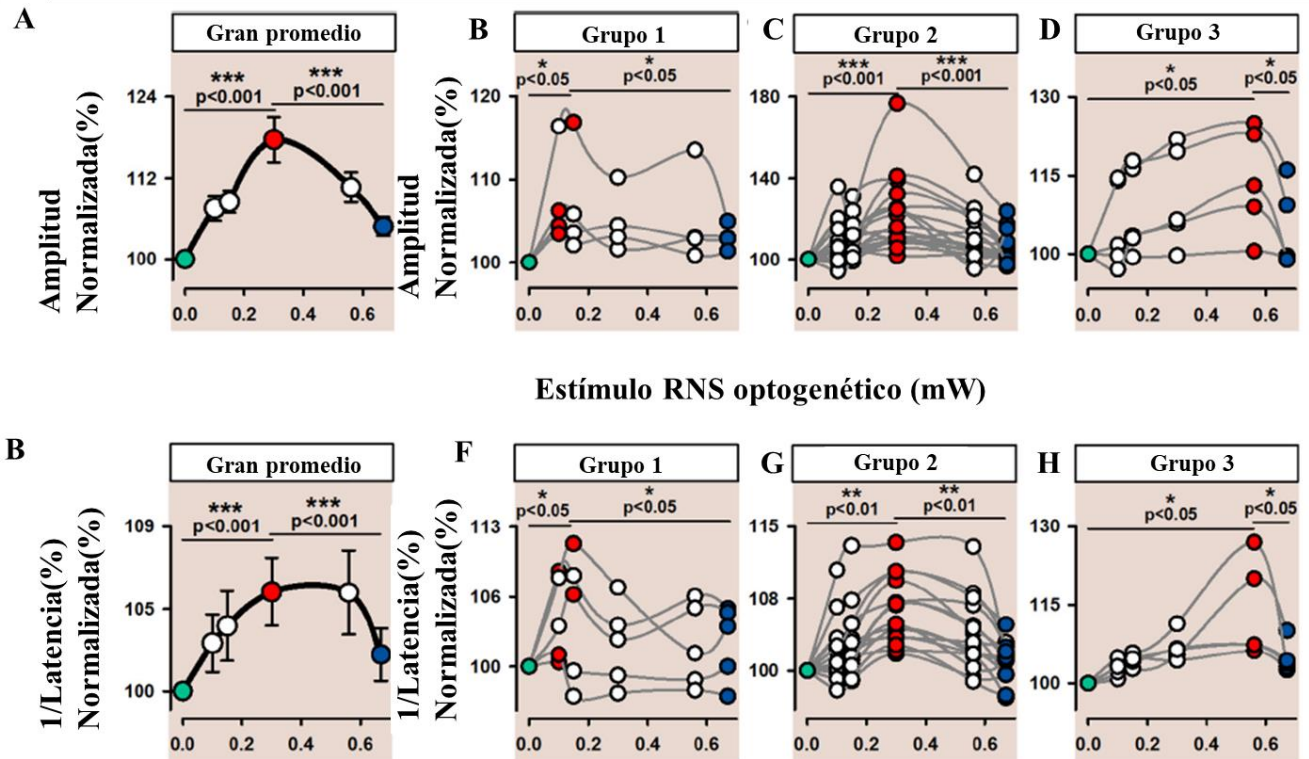 A
Gran promedio
***
p<0.001
***
p<0.001
Amplitud
Normalizada(%)
124
112
100
0.0 0.2 0.4 0.6
B
Grupo 1
*
p<0.05
*
p<0.05
Amplitud
Normalizada(%)
120
110
100
0.0 0.2 0.4 0.6
C
Grupo 2
***
p<0.001
***
p<0.001
180
140
100
0.0 0.2 0.4 0.6
D
Grupo 3
*
p<0.05
*
p<0.05
130
115
100
0.0 0.2 0.4 0.6
Estímulo RNS optogenético (mW)
B
Gran promedio
***
p<0.001
***
p<0.001
1/Latencia(%)
Normalizada(%)
109
105
100
0.0 0.2 0.4 0.6
F
Grupo 1
*
p<0.05
*
p<0.05
1/Latencia(%)
Normalizada(%)
113
106
100
0.0 0.2 0.4 0.6
G
Grupo 2
**
p<0.01
**
p<0.01
115
108
100
0.0 0.2 0.4 0.6
H
Grupo 3
*
p<0.05
*
p<0.05
130
115
100
0.0 0.2 0.4 0.6